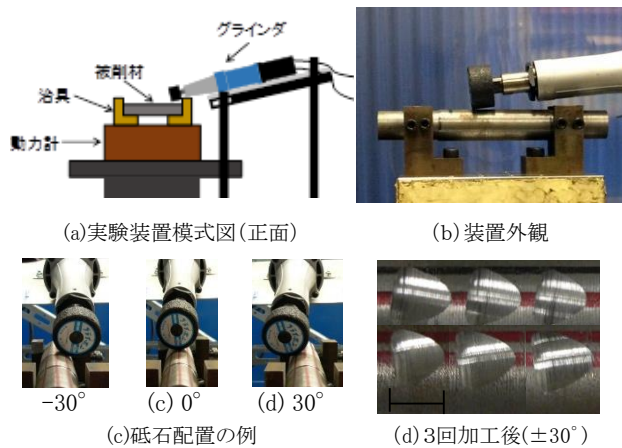 グラインダ
被削材
治具
動力計
(a)実験装置模式図(正面)
(b)装置外観
-30°
(c) 0°
(d) 30°
(c)砥石配置の例
(d)3回加工後(±30°)